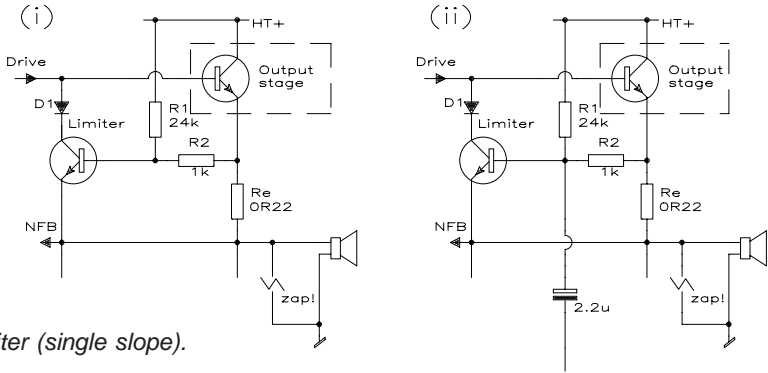 (i)
HT+
Drive
Output
stage
D1
Limiter
R1
24k
R2
1k
Re
0R22
NFB
zap!
(ii)
HT+
Drive
Output
stage
D1
Limiter
R1
24k
R2
1k
Re
0R22
NFB
2.2u
zap!
iter (single slope).